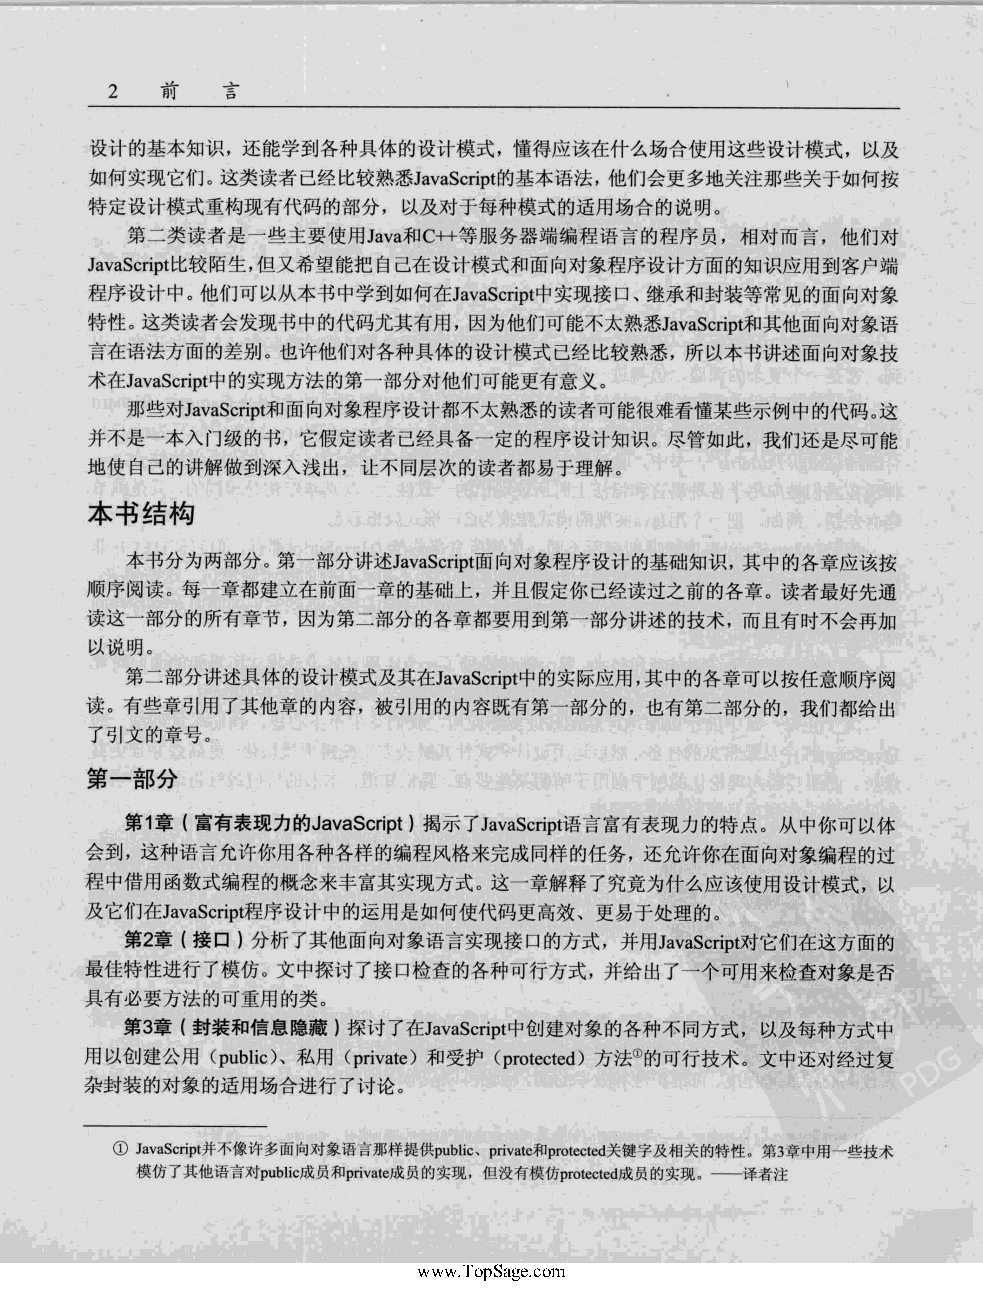 2 前 言
设计的基本知识，还能学到各种具体的设计模式，懂得应该在什么场合使用这些设计模式，以及
如何实现它们。这类读者已经比较熟悉JavaScript的基本语法，他们会更多地关注那些关于如何按
特定设计模式重构现有代码的部分，以及对于每种模式的适用场合的说明。
第二类读者是一些主要使用Java和C++等服务器端编程语言的程序员，相对而言，他们对
JavaScript比较陌生，但又希望能把自己在设计模式和面向对象程序设计方面的知识应用到客户端
程序设计中。他们可以从本书中学到如何在JavaScript中实现接口、继承和封装等常见的面向对象
特性。这类读者会发现书中的代码尤其有用，因为他们可能不太熟悉JavaScript和其他面向对象语
言在语法方面的差别。也许他们对各种具体的设计模式已经比较熟悉，所以本书讲述面向对象技
术在JavaScript中的实现方法的第一部分对他们可能更有意义。
那些对JavaScript和面向对象程序设计都不太熟悉的读者可能很难看懂某些示例中的代码。这
并不是一本入门级的书，它假定读者已经具备一定的程序设计知识。尽管如此，我们还是尽可能
地使自己的讲解做到深入浅出，让不同层次的读者都易于理解。
本书结构
本书分为两部分。第一部分讲述JavaScript面向对象程序设计的基础知识，其中的各章应该按
顺序阅读。每一章都建立在前面一章的基础上，并且假定你已经读过之前的各章。读者最好先通
读这一部分的所有章节，因为第二部分的各章都要用到第一部分讲述的技术，而且有时不会再加
以说明。
第二部分讲述具体的设计模式及其在JavaScript中的实际应用，其中的各章可以按任意顺序阅
读。有些章引用了其他章的内容，被引用的内容既有第一部分的，也有第二部分的，我们都给出
了引文的章号。
第一部分
第1章（富有表现力的JavaScript）揭示了JavaScript语言富有表现力的特点。从中你可以体
会到，这种语言允许你用各种各样的编程风格来完成同样的任务，还允许你在面向对象编程的过
程中借用函数式编程的概念来丰富其实现方式。这一章解释了究竟为什么应该使用设计模式，以
及它们在JavaScript程序设计中的运用是如何使代码更高效、更易于处理的。
第2章（接口）分析了其他面向对象语言实现接口的方式，并用JavaScript对它们在这方面的
最佳特性进行了模仿。文中探讨了接口检查的各种可行方式，并给出了一个可用来检查对象是否
具有必要方法的可重用的类。
第3章（封装和信息隐藏）探讨了在JavaScript中创建对象的各种不同方式，以及每种方式中
用以创建公用（public）、私用（private）和受护（protected）方法①的可行技术。文中还对经过复
杂封装的对象的适用场合进行了讨论。
① JavaScript并不像许多面向对象语言那样提供public、private和protected关键字及相关的特性。第3章中用一些技术
模仿了其他语言对public成员和private成员的实现，但没有模仿protected成员的实现。——译者注
PDG
www.TopSage.com